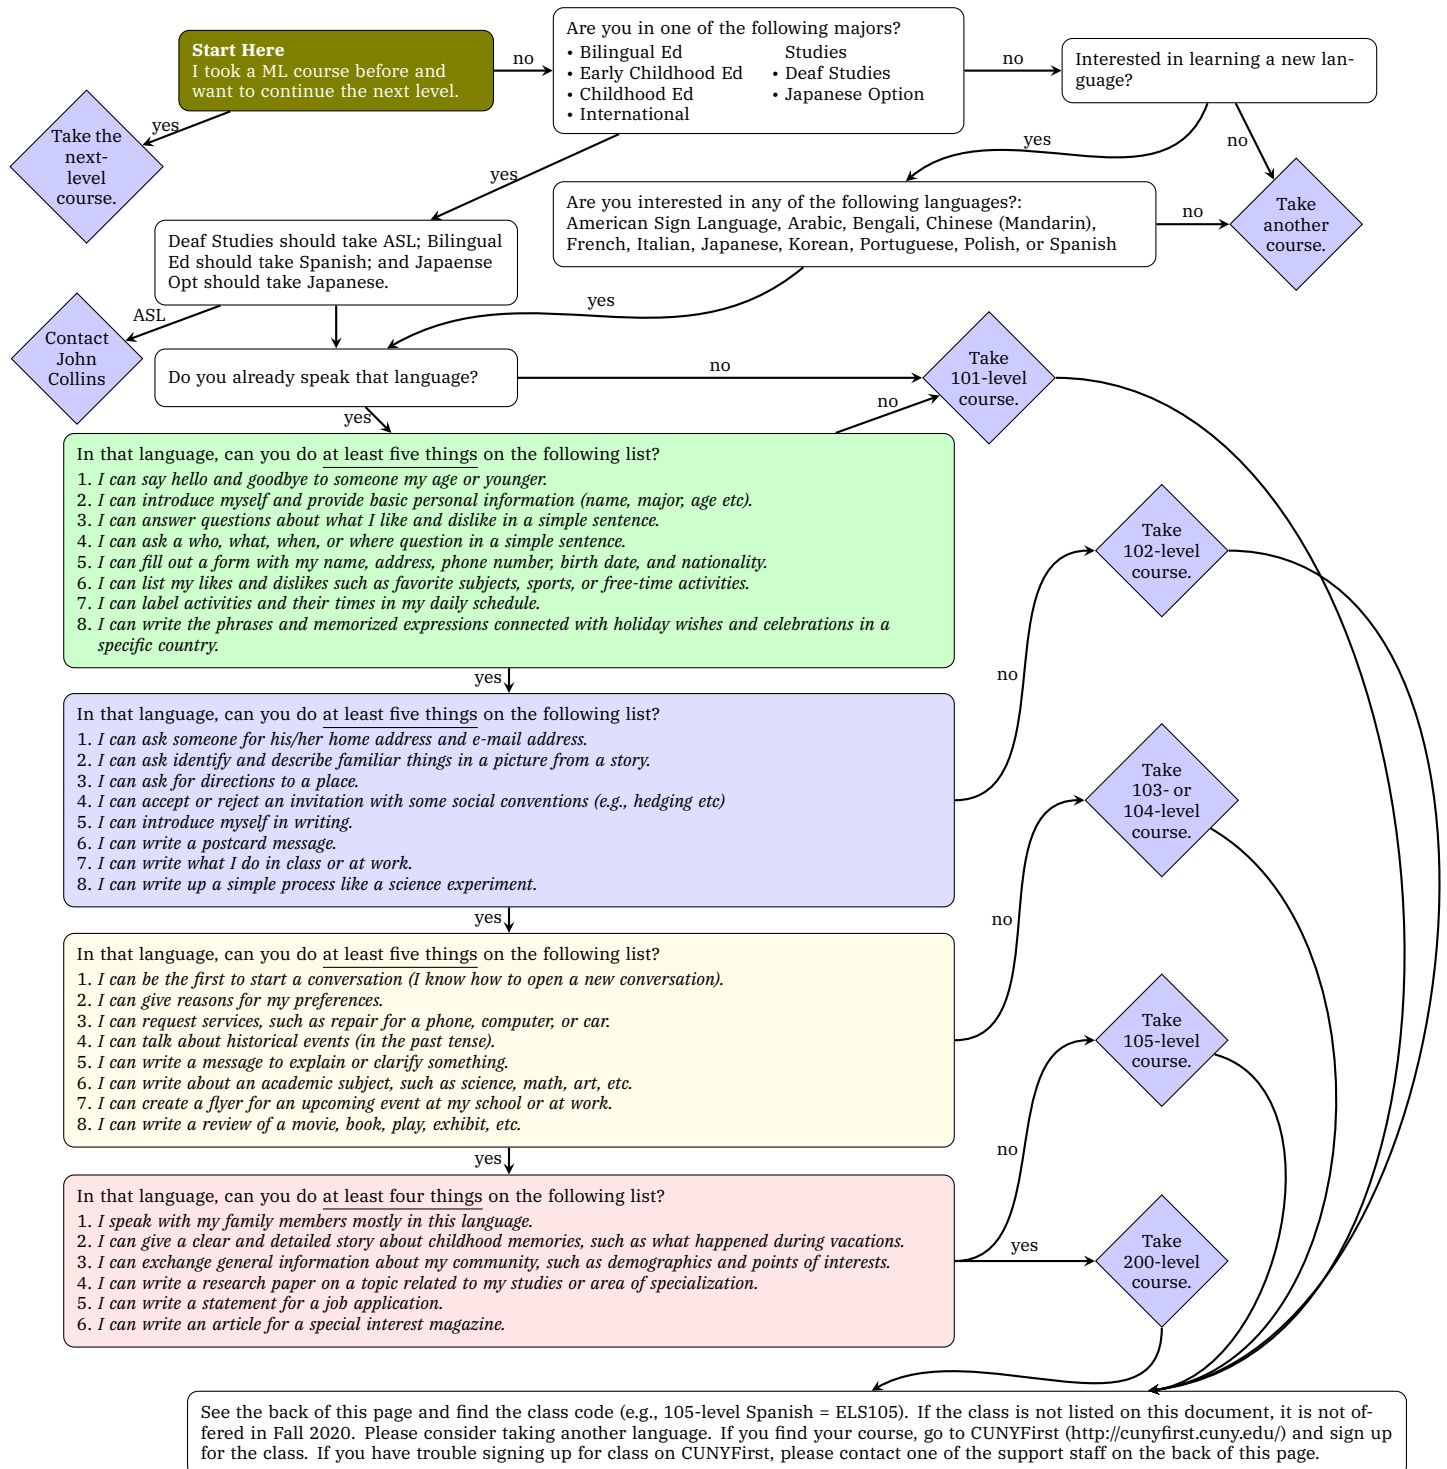 Start Here
I took a ML course before and
want to continue the next level.
no
Are you in one of the following majors?
• Bilingual Ed
• Early Childhood Ed
• Childhood Ed
• International
Studies
• Deaf Studies
• Japanese Option
no
Interested in learning a new lan-
guage?
yes
Take the
next-
level
course.
yes
yes
no
Are you interested in any of the following languages?:
American Sign Language, Arabic, Bengali, Chinese (Mandarin),
French, Italian, Japanese, Korean, Portuguese, Polish, or Spanish
no
Take
another
course.
Deaf Studies should take ASL; Bilingual
Ed should take Spanish; and Japaense
Opt should take Japanese.
yes
ASL
Contact
John
Collins
Do you already speak that language?
no
Take
101-level
course.
yes
no
In that language, can you do at least five things on the following list?
1. I can say hello and goodbye to someone my age or younger.
2. I can introduce myself and provide basic personal information (name, major, age etc).
3. I can answer questions about what I like and dislike in a simple sentence.
4. I can ask a who, what, when, or where question in a simple sentence.
5. I can fill out a form with my name, address, phone number, birth date, and nationality.
6. I can list my likes and dislikes such as favorite subjects, sports, or free-time activities.
7. I can label activities and their times in my daily schedule.
8. I can write the phrases and memorized expressions connected with holiday wishes and celebrations in a
specific country.
Take
102-level
course.
yes
no
In that language, can you do at least five things on the following list?
1. I can ask someone for his/her home address and e-mail address.
2. I can ask identify and describe familiar things in a picture from a story.
3. I can ask for directions to a place.
4. I can accept or reject an invitation with some social conventions (e.g., hedging etc)
5. I can introduce myself in writing.
6. I can write a postcard message.
7. I can write what I do in class or at work.
8. I can write up a simple process like a science experiment.
Take
103- or
104-level
course.
yes
no
In that language, can you do at least five things on the following list?
1. I can be the first to start a conversation (I know how to open a new conversation).
2. I can give reasons for my preferences.
3. I can request services, such as repair for a phone, computer, or car.
4. I can talk about historical events (in the past tense).
5. I can write a message to explain or clarify something.
6. I can write about an academic subject, such as science, math, art, etc.
7. I can create a flyer for an upcoming event at my school or at work.
8. I can write a review of a movie, book, play, exhibit, etc.
Take
105-level
course.
yes
no
In that language, can you do at least four things on the following list?
1. I speak with my family members mostly in this language.
2. I can give a clear and detailed story about childhood memories, such as what happened during vacations.
3. I can exchange general information about my community, such as demographics and points of interests.
4. I can write a research paper on a topic related to my studies or area of specialization.
5. I can write a statement for a job application.
6. I can write an article for a special interest magazine.
yes
Take
200-level
course.
See the back of this page and find the class code (e.g., 105-level Spanish = ELS105). If the class is not listed on this document, it is not of-
fered in Fall 2020. Please consider taking another language. If you find your course, go to CUNYFirst (http://cunyfirst.cuny.edu/) and sign up
for the class. If you have trouble signing up for class on CUNYFirst, please contact one of the support staff on the back of this page.